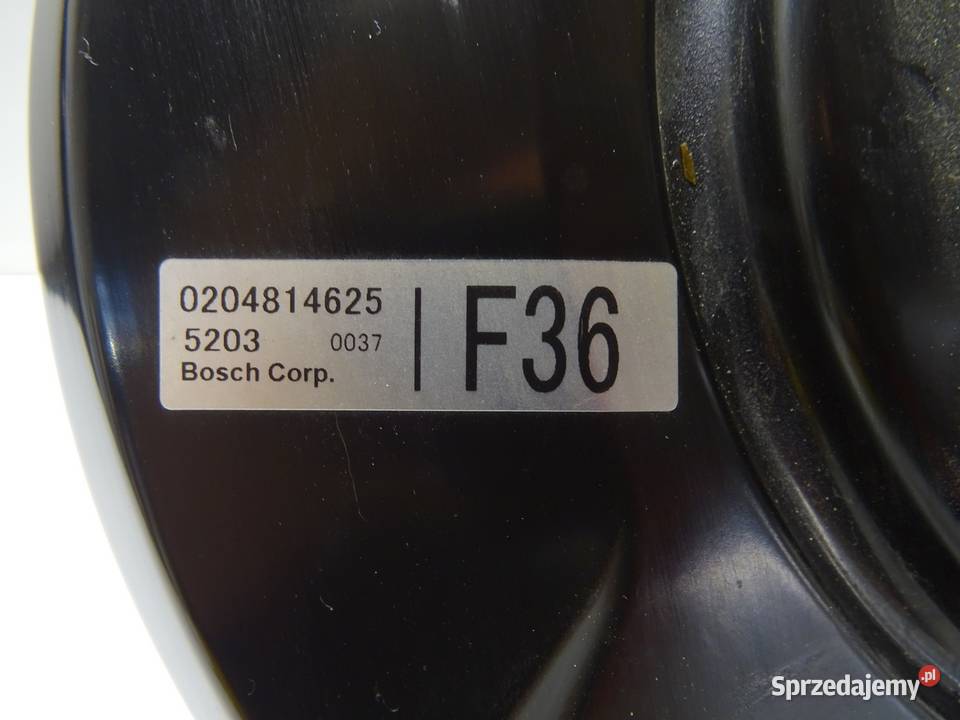 0204814625
5203 0037
Bosch Corp.
F36
Sprzedajemy.pl